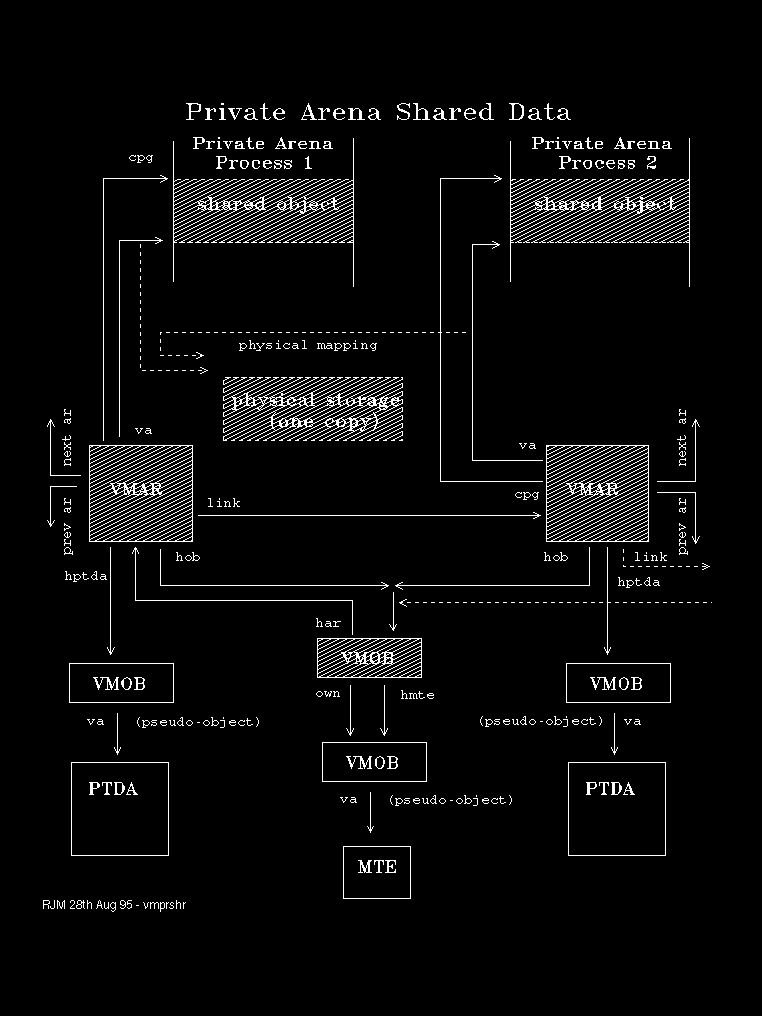 Private Arena Shared Data
Private Arena
Process 1
Private Arena
Process 2
cpg
shared object
shared object
physical mapping
physical storage
(one copy)
next ar
va
va
next ar
VMAR
VMAR
cpg
link
prev ar
prev ar
hob
hob
link
hptda
hptda
har
VMOB
VMOB
VMOB
own
hmte
va
(pseudo-object)
(pseudo-object)
va
VMOB
PTDA
PTDA
va
(pseudo-object)
MTE
RJM 28th Aug 95 - vmprshr